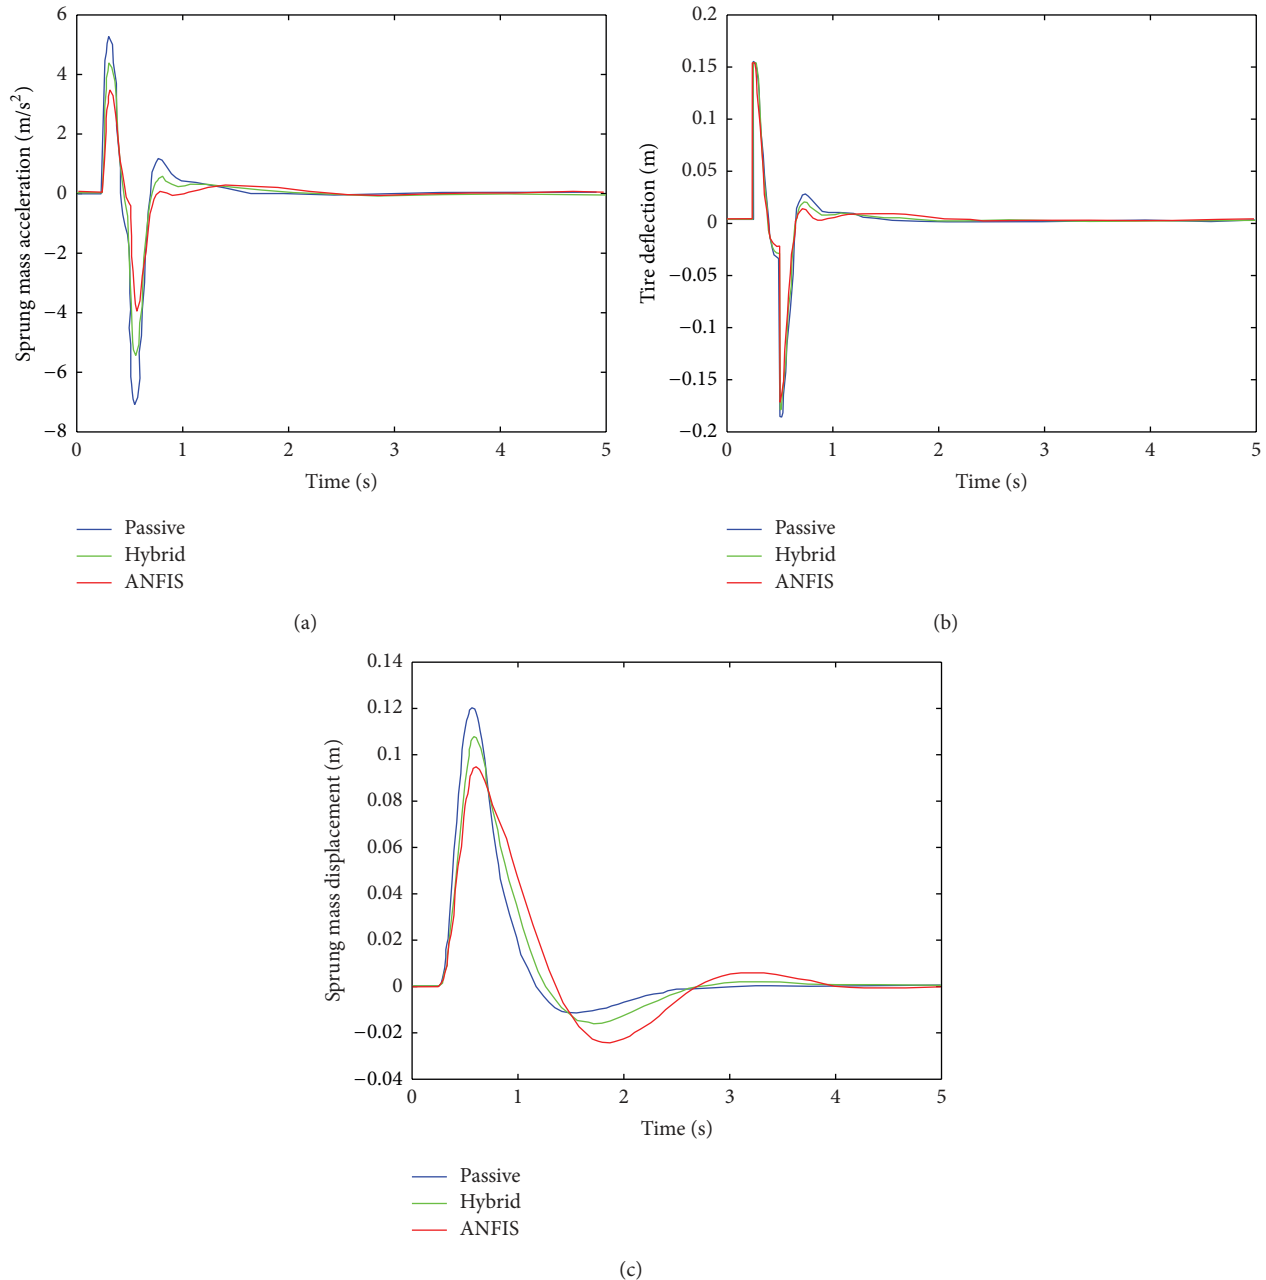 6
4
2
0
−2
−4
−6
−8
Sprung mass acceleration (m/s²)
0 1 2 3 4 5
Time (s)
Passive
Hybrid
ANFIS
(a)
0.2
0.15
0.1
0.05
0
−0.05
−0.1
−0.15
−0.2
Tire deflection (m)
0 1 2 3 4 5
Time (s)
Passive
Hybrid
ANFIS
(b)
0.14
0.12
0.1
0.08
0.06
0.04
0.02
0
−0.02
−0.04
Sprung mass displacement (m)
0 1 2 3 4 5
Time (s)
Passive
Hybrid
ANFIS
(c)